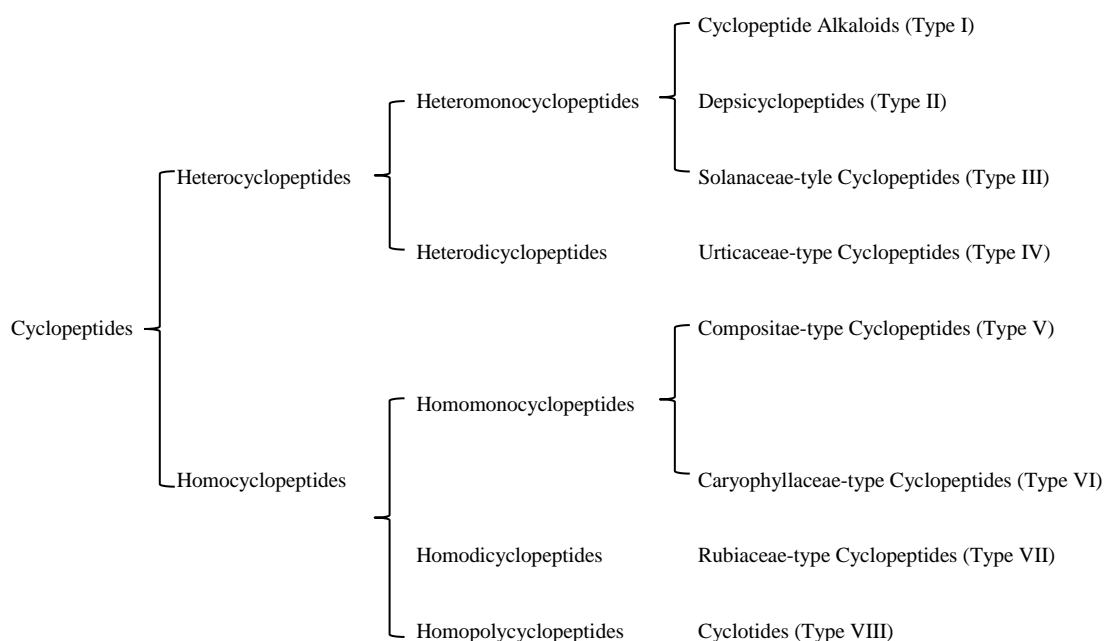 Cyclopeptide Alkaloids (Type I)
Heteromonocyclopeptides
Depsicyclopeptides (Type II)
Heterocyclopeptides
Solanaceae-tyle Cyclopeptides (Type III)
Heterodicyclopeptides
Urticaceae-type Cyclopeptides (Type IV)
Cyclopeptides
Compositae-type Cyclopeptides (Type V)
Homomonocyclopeptides
Homocyclopeptides
Caryophyllaceae-type Cyclopeptides (Type VI)
Homodicyclopeptides
Rubiaceae-type Cyclopeptides (Type VII)
Homopolycyclopeptides
Cyclotides (Type VIII)